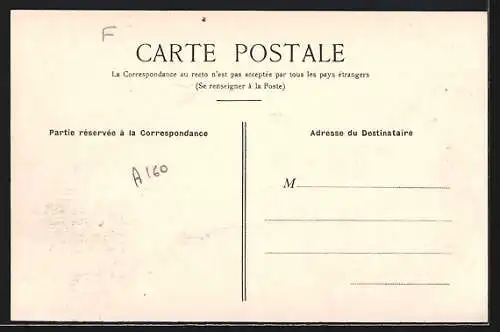 F
CARTE POSTALE
La Correspondance au recto n'est pas acceptée par tous les pays étrangers
(Se renseigner à la Poste)
Partie réservée à la Correspondance
Adresse du Destinataire
A160
M